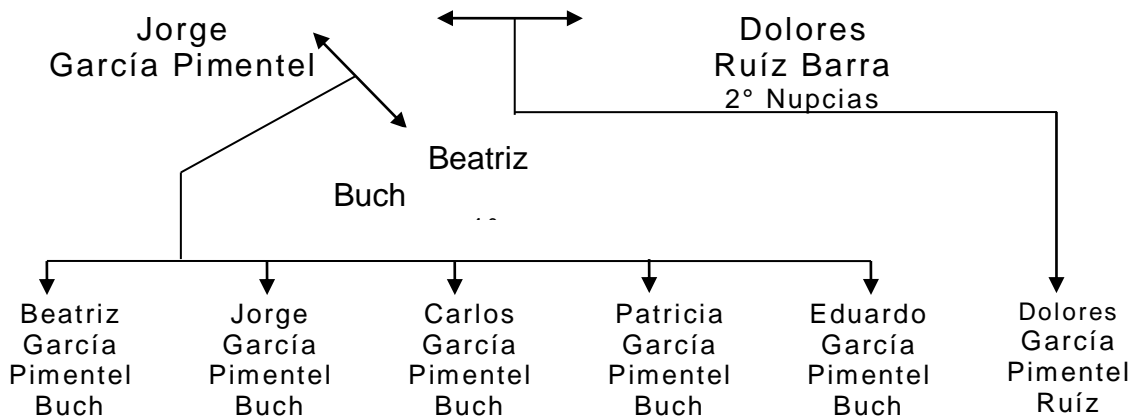 Jorge
García Pimentel
Dolores
Ruíz Barra
2° Nupcias
Beatriz
Buch
Beatriz
García
Pimentel
Buch
Jorge
García
Pimentel
Buch
Carlos
García
Pimentel
Buch
Patricia
García
Pimentel
Buch
Eduardo
García
Pimentel
Buch
Dolores
García
Pimentel
Ruíz